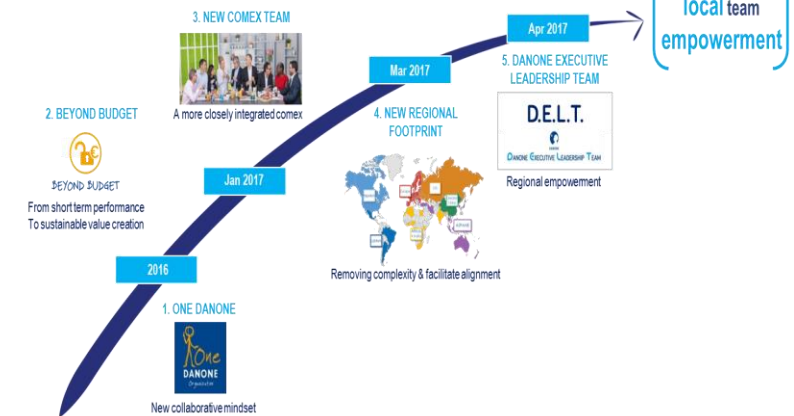 local team
empowerment
Apr 2017
3. NEW COMEX TEAM
A more closely integrated comex
Mar 2017
5. DANONE EXECUTIVE
LEADERSHIP TEAM
D.E.L.T.
DANONE EXECUTIVE LEADERSHIP TEAM
Regional empowerment
2. BEYOND BUDGET
BEYOND BUDGET
From short term performance
To sustainable value creation
4. NEW REGIONAL
FOOTPRINT
Removing complexity & facilitate alignment
Jan 2017
2016
1. ONE DANONE
One
DANONE
Organisation
New collaborative mindset